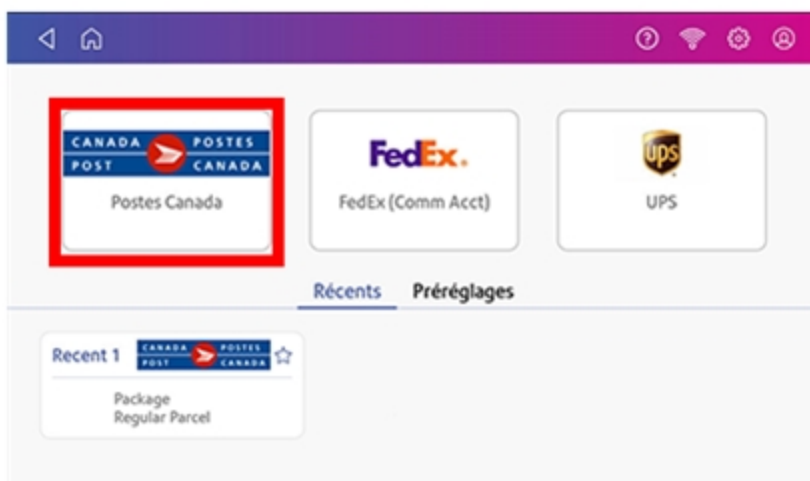 CANADA POSTES
POST CANADA
Postes Canada
FedEx.
FedEx (Comm Acct)
ups
UPS
Récents Préréglages
Recent 1
CANADA POSTES
POST CANADA
Package
Regular Parcel